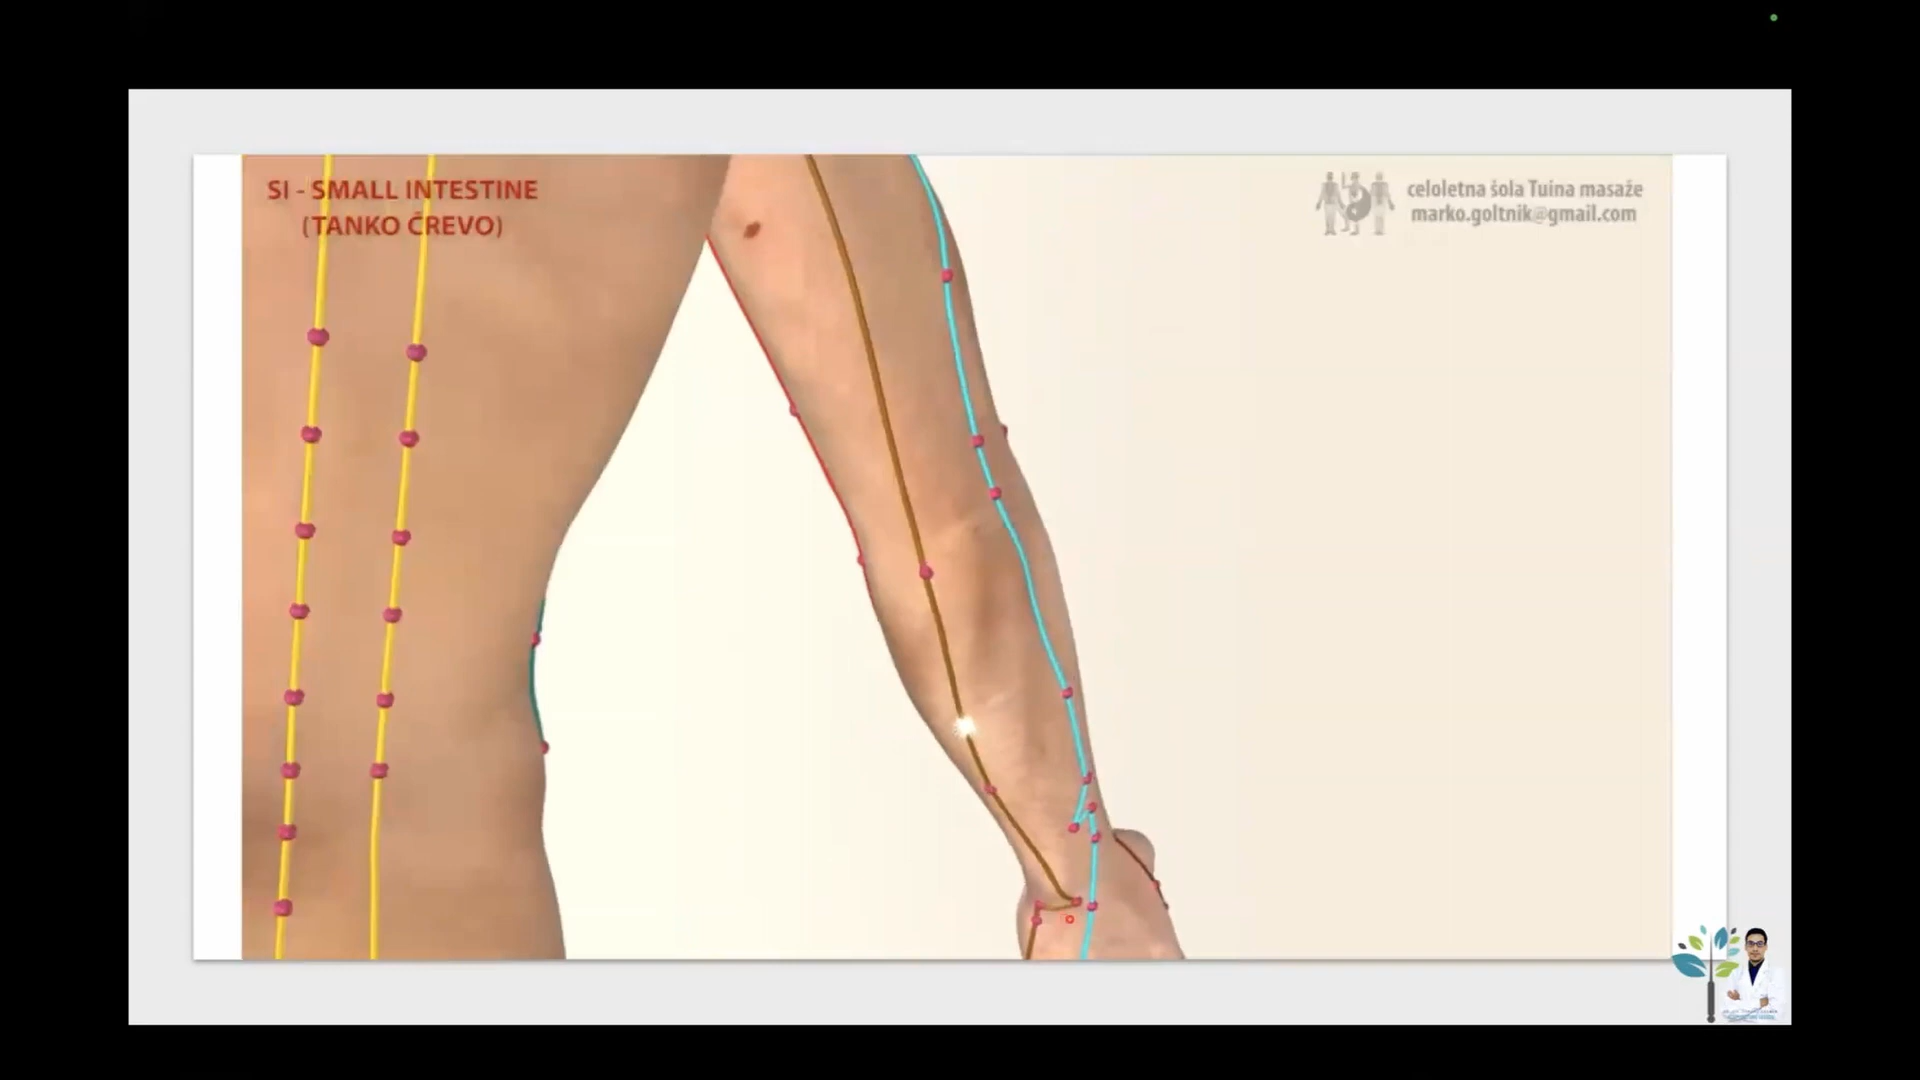 SI - SMALL INTESTINE
(TANKO ČREVO)
celoletna šola Tuina masaže
marko.goltnik@gmail.com